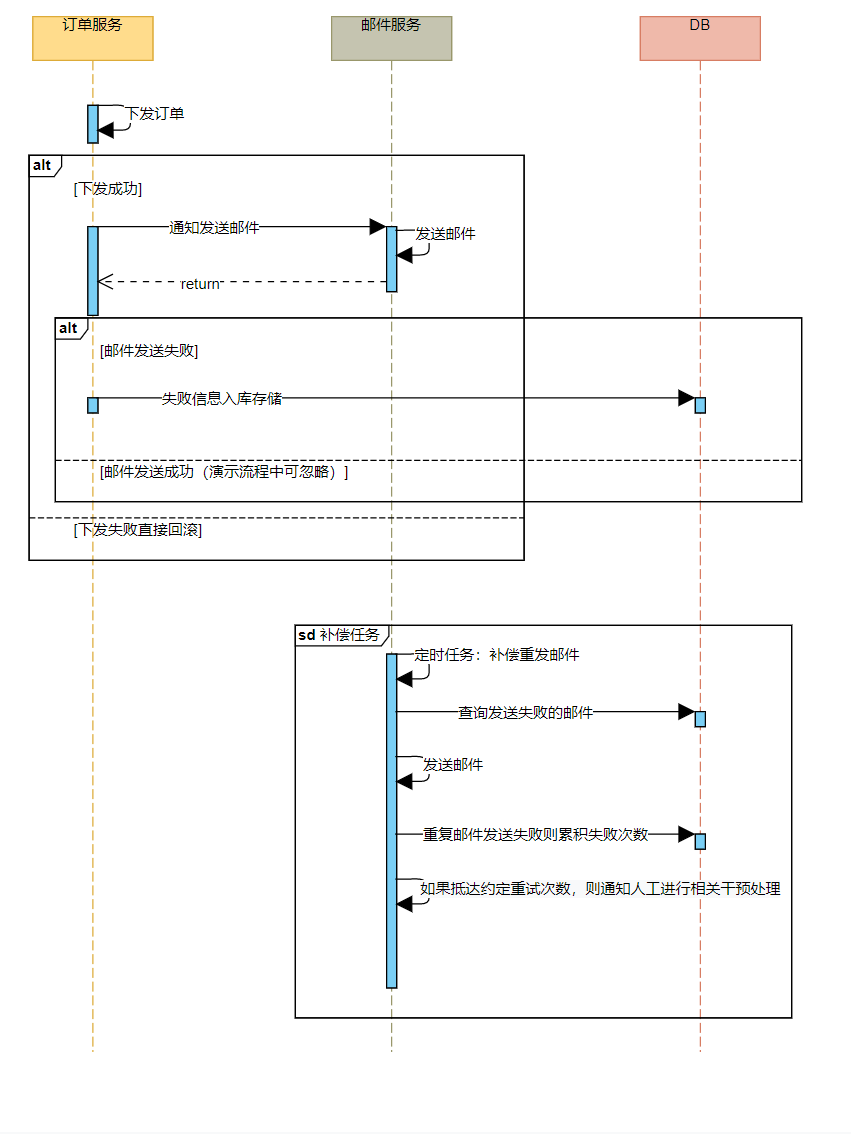 订单服务
邮件服务
DB
下发订单
alt
[下发成功]
通知发送邮件
发送邮件
return
alt
[邮件发送失败]
失败信息入库存储
[邮件发送成功（演示流程中可忽略）]
[下发失败直接回滚]
sd 补偿任务
定时任务：补偿重发邮件
查询发送失败的邮件
发送邮件
重复邮件发送失败则累积失败次数
如果抵达约定重试次数，则通知人工进行相关干预处理